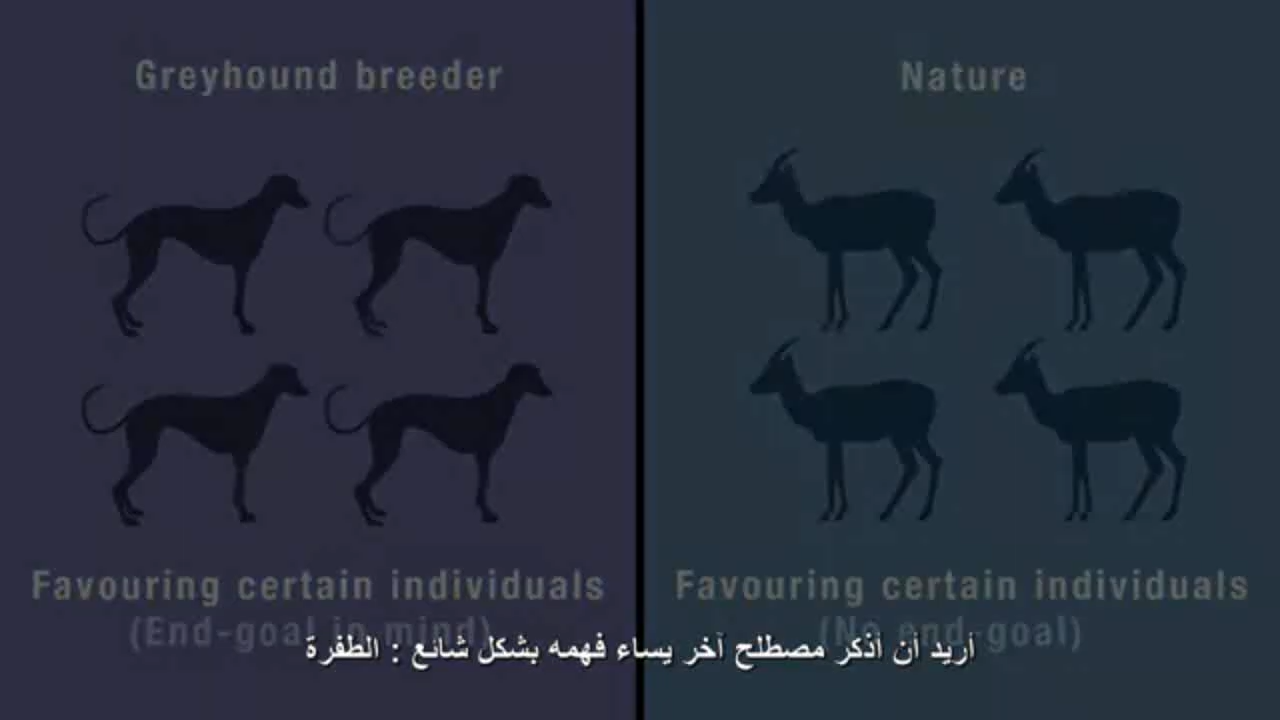 Greyhound breeder
Favouring certain individuals
(End-goal in mind)
Nature
Favouring certain individuals
(No end-goal)
أريد أن أذكر مصطلح آخر يساء فهمه بشكل شائع : الطفرة